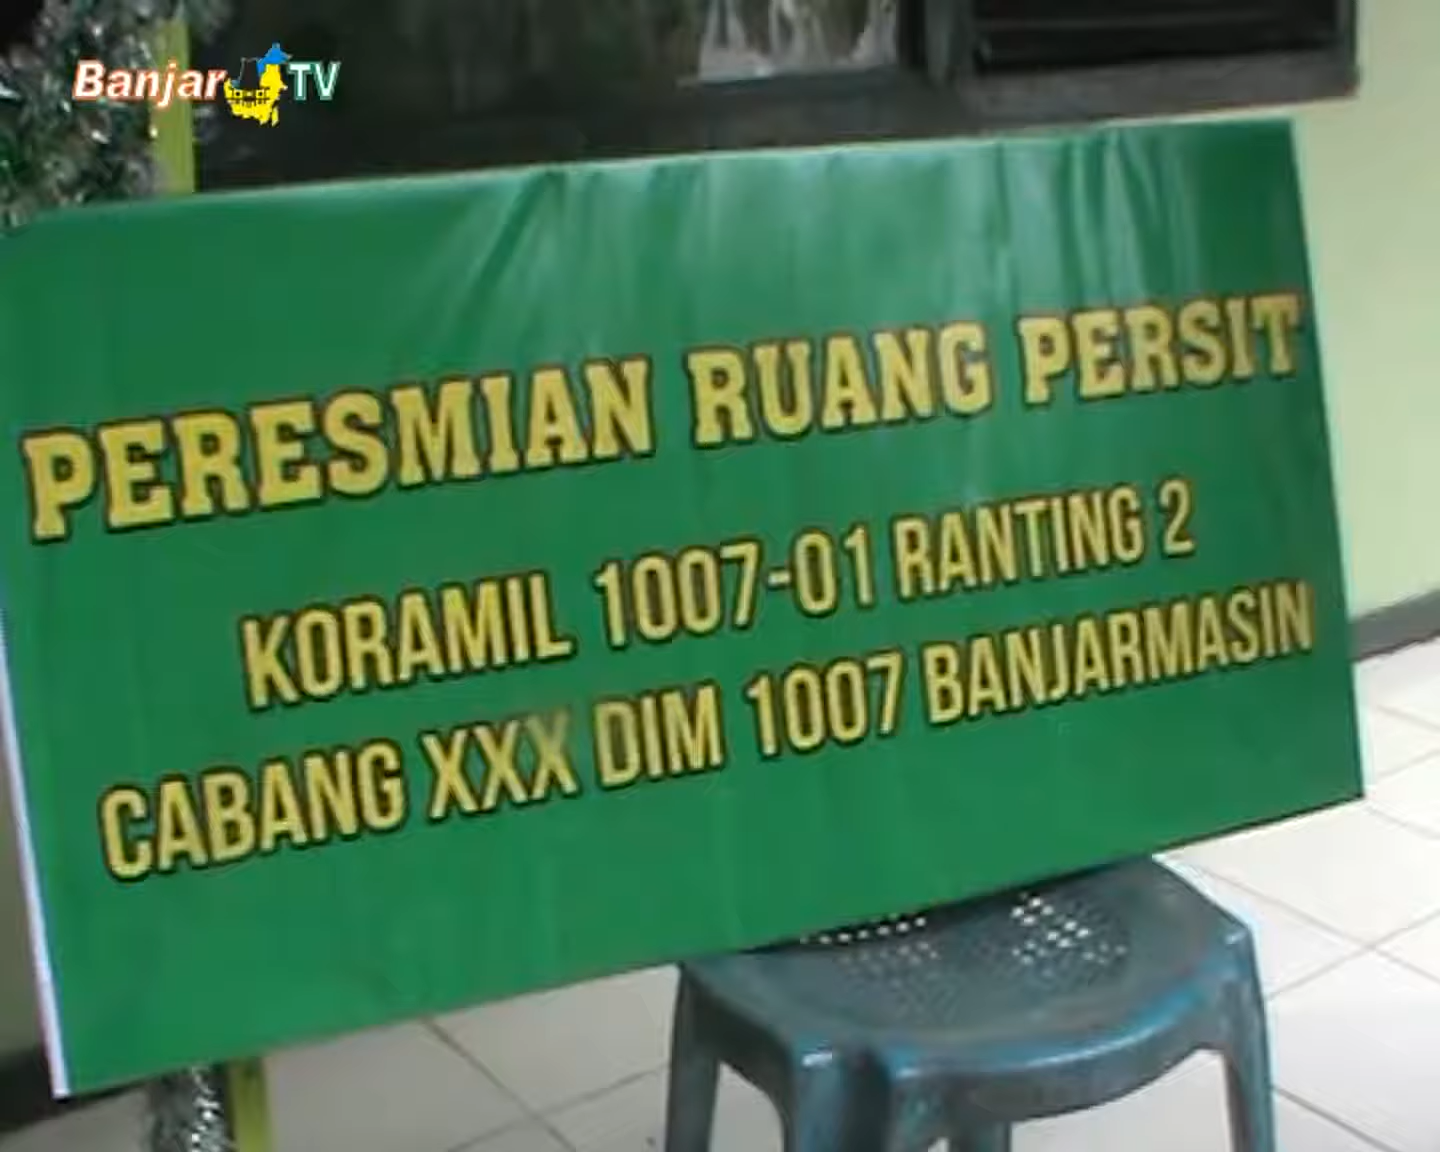 Banjar TV
PERESMIAN RUANG PERSIT
KORAMIL 1007-01 RANTING 2
CABANG XXX DIM 1007 BANJARMASIN